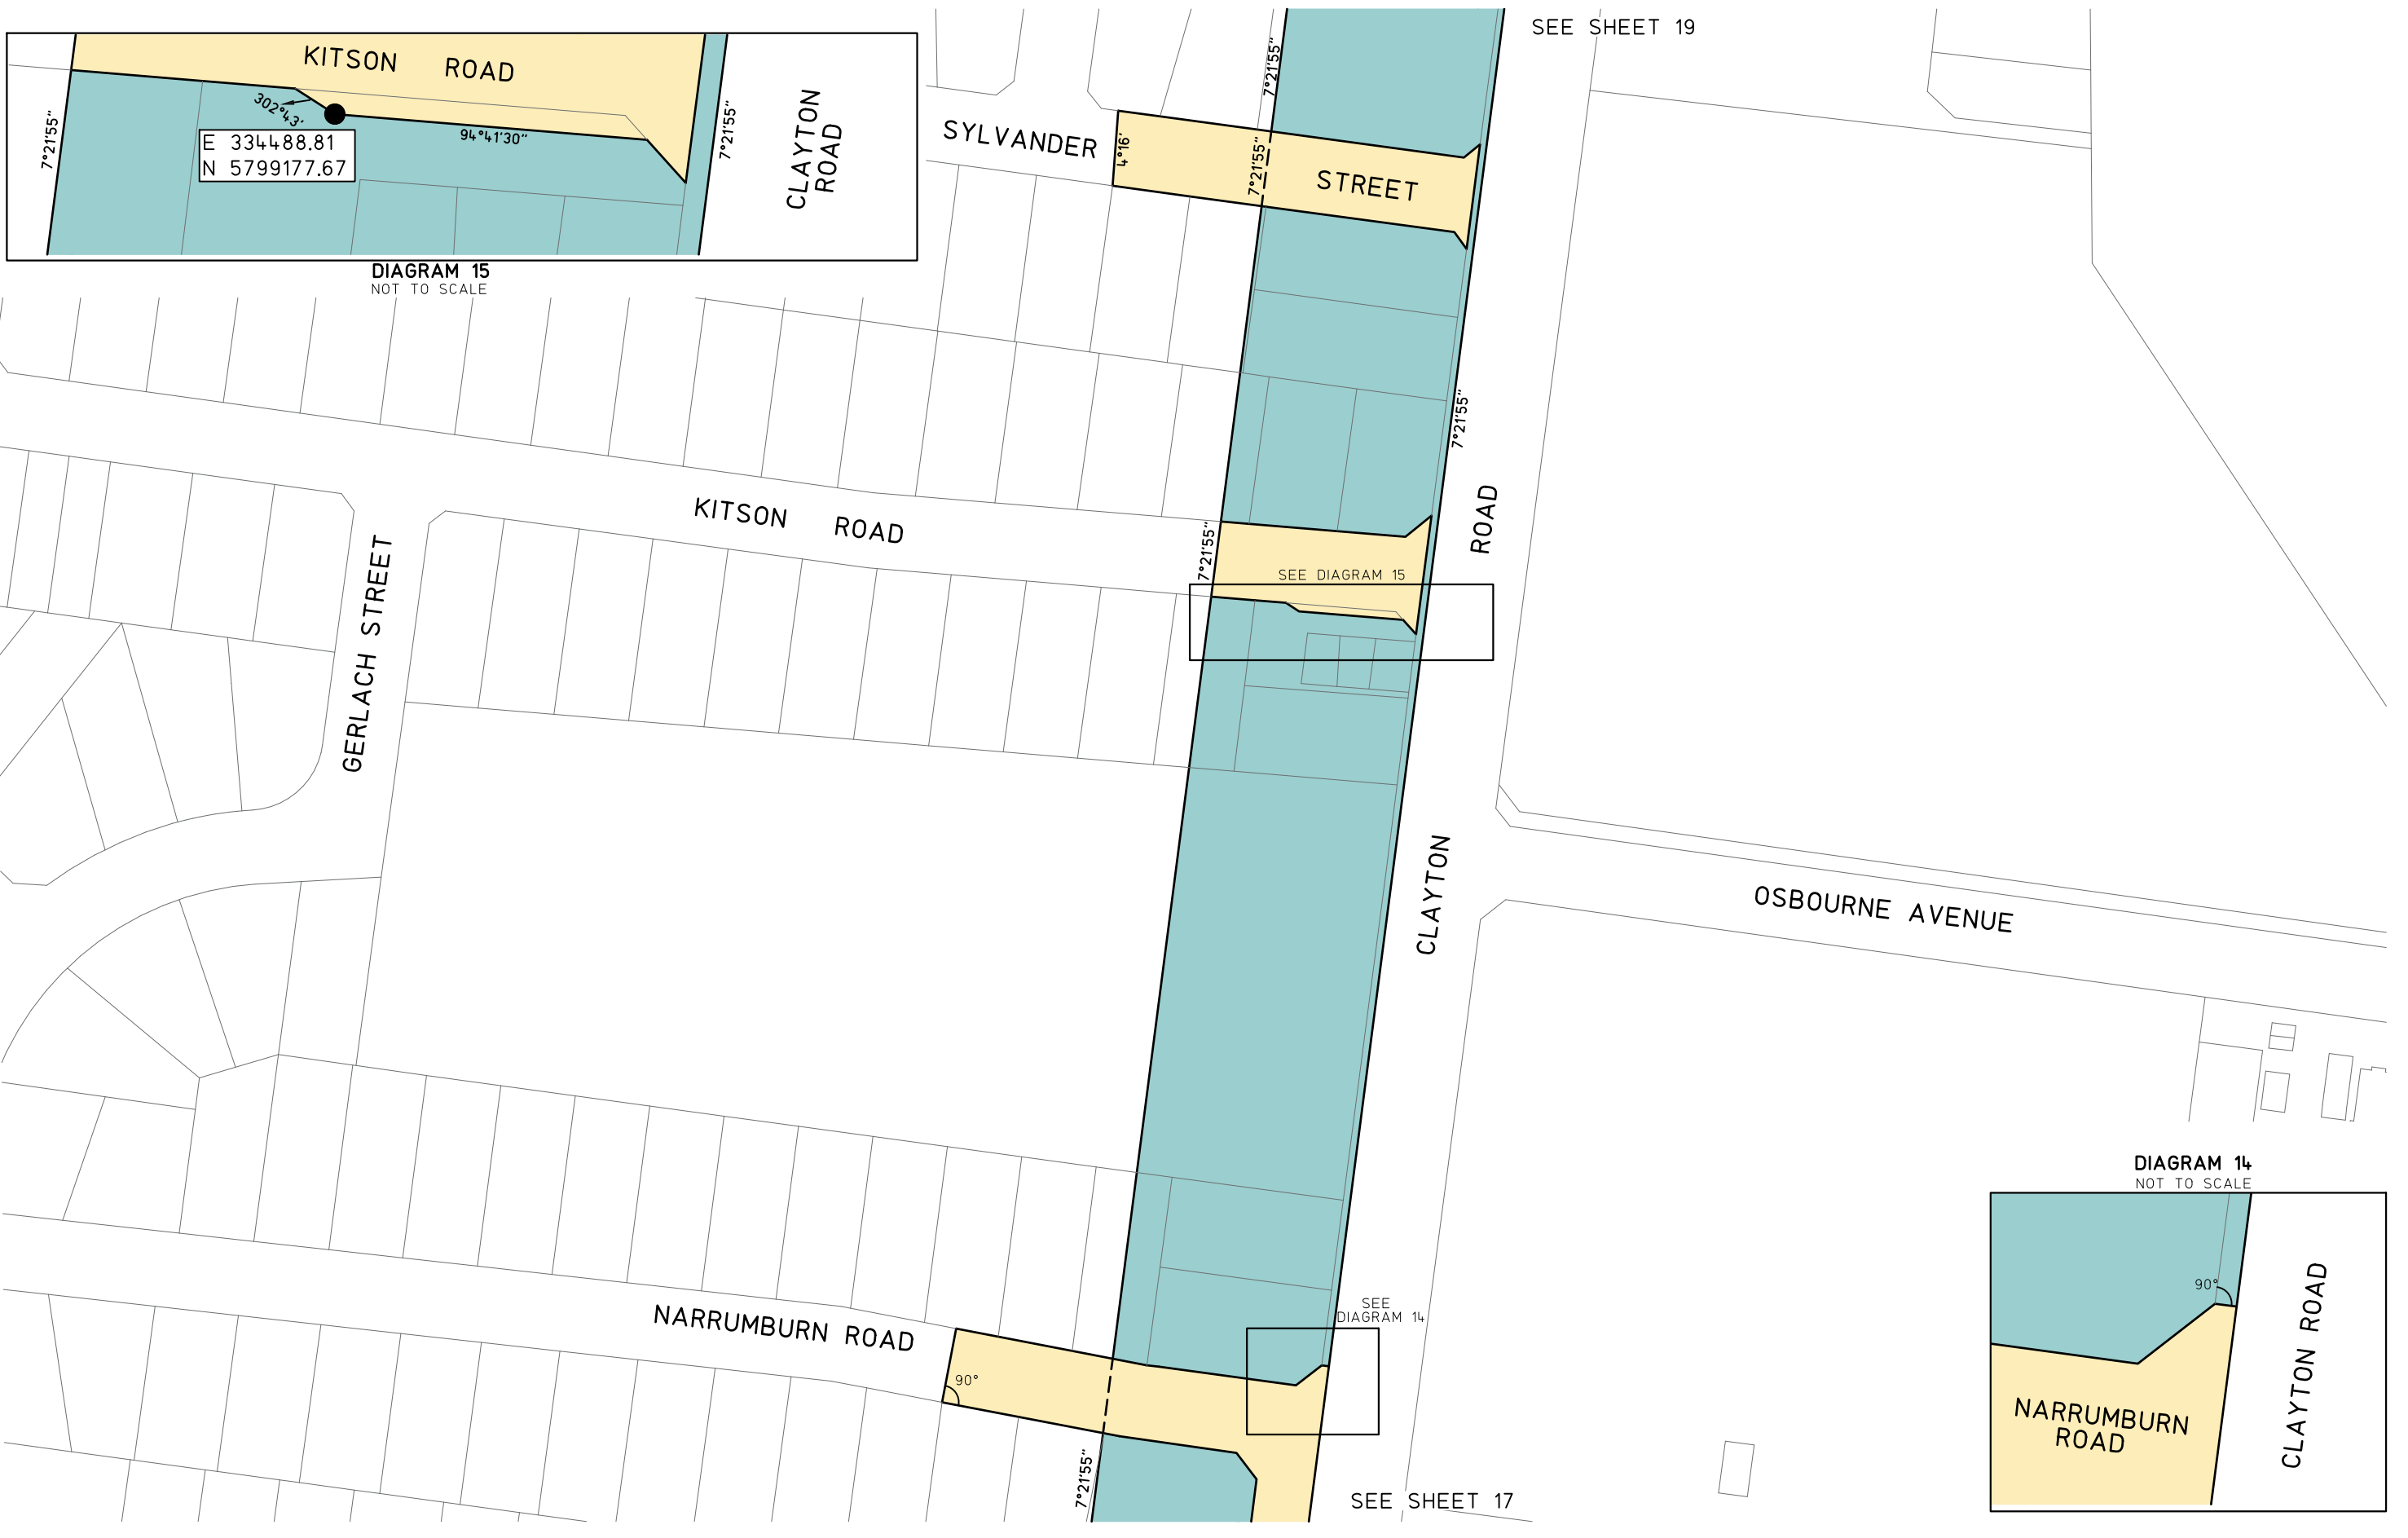 SEE SHEET 19
KITSON ROAD
302°43'
E 334488.81
N 5799177.67
94°41'30"
7°21'55"
7°21'55"
CLAYTON
ROAD
DIAGRAM 15
NOT TO SCALE
7°21'55"
SYLVANDER
4°16'
7°21'55"
STREET
7°21'55"
KITSON ROAD
7°21'55"
ROAD
SEE DIAGRAM 15
GERLACH STREET
CLAYTON
OSBOURNE AVENUE
NARRUMBURN ROAD
90°
SEE
DIAGRAM 14
7°21'55"
SEE SHEET 17
DIAGRAM 14
NOT TO SCALE
90°
NARRUMBURN
ROAD
CLAYTON ROAD